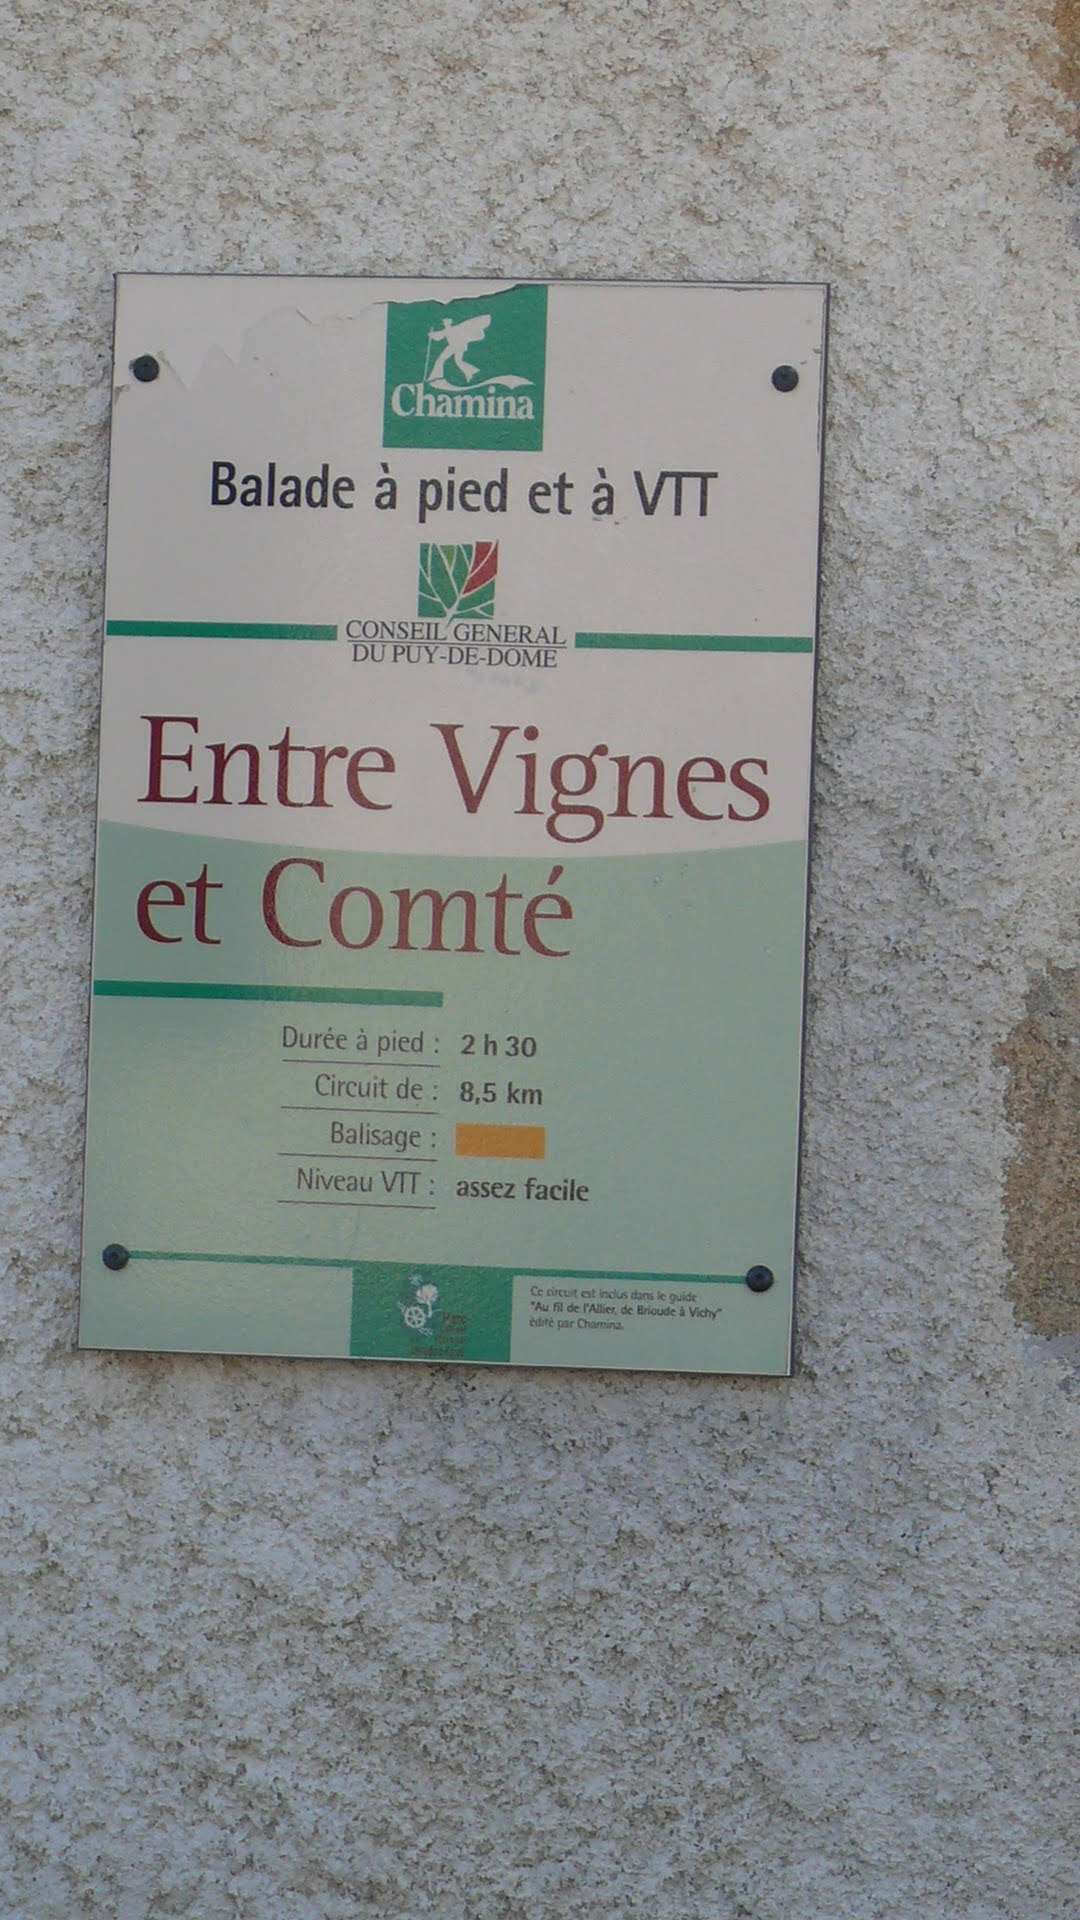 Chamina
Balade à pied et à VTT
CONSEIL GENERAL
DU PUY-DE-DOME
Entre Vignes
et Comté
Durée à pied : 2 h 30
Circuit de : 8,5 km
Balisage :
Niveau VTT : assez facile
Ce circuit est inclus dans le guide
"Au fil de l'Allier, de Brioude à Vichy"
édité par Chamina.